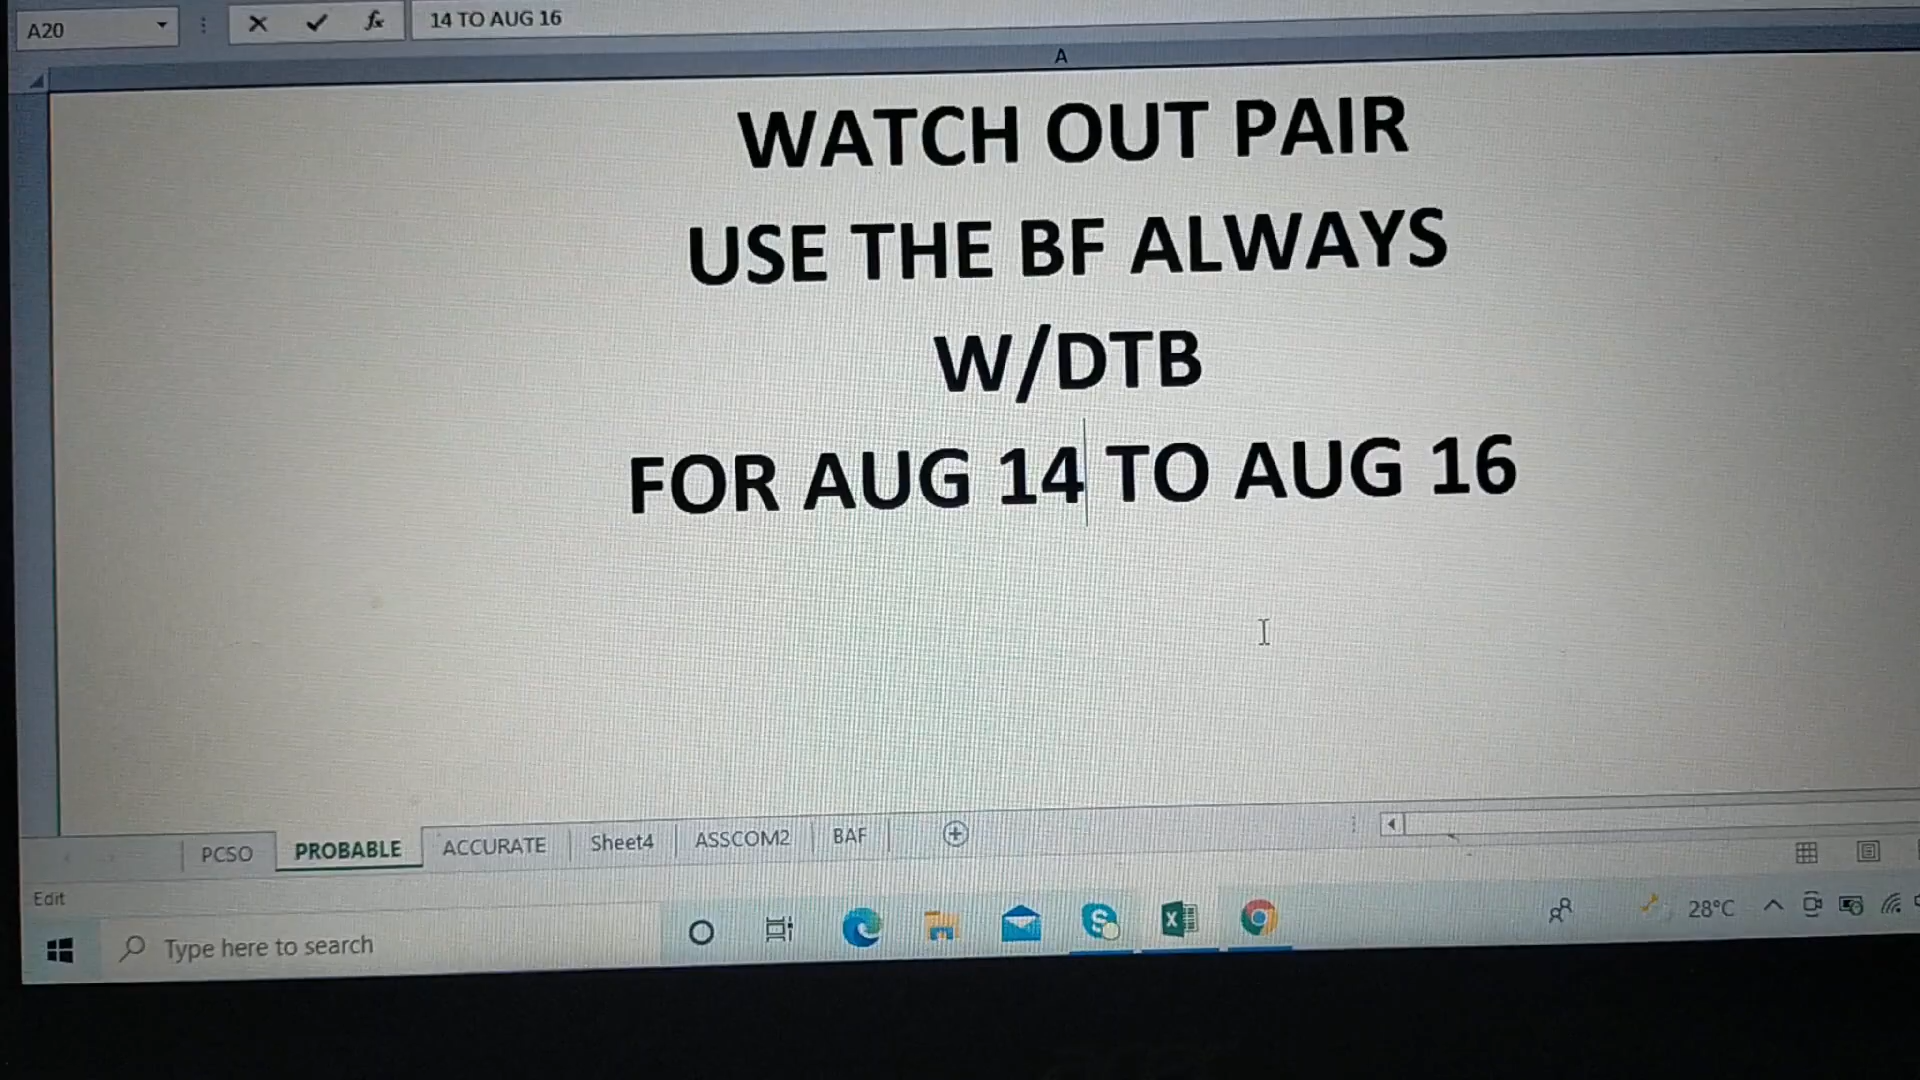 A20
fx
14 TO AUG 16
A
WATCH OUT PAIR
USE THE BF ALWAYS
W/DTB
FOR AUG 14 TO AUG 16
PCSO PROBABLE ACCURATE Sheet4 ASSCOM2 BAF
Edit
Type here to search
28°C